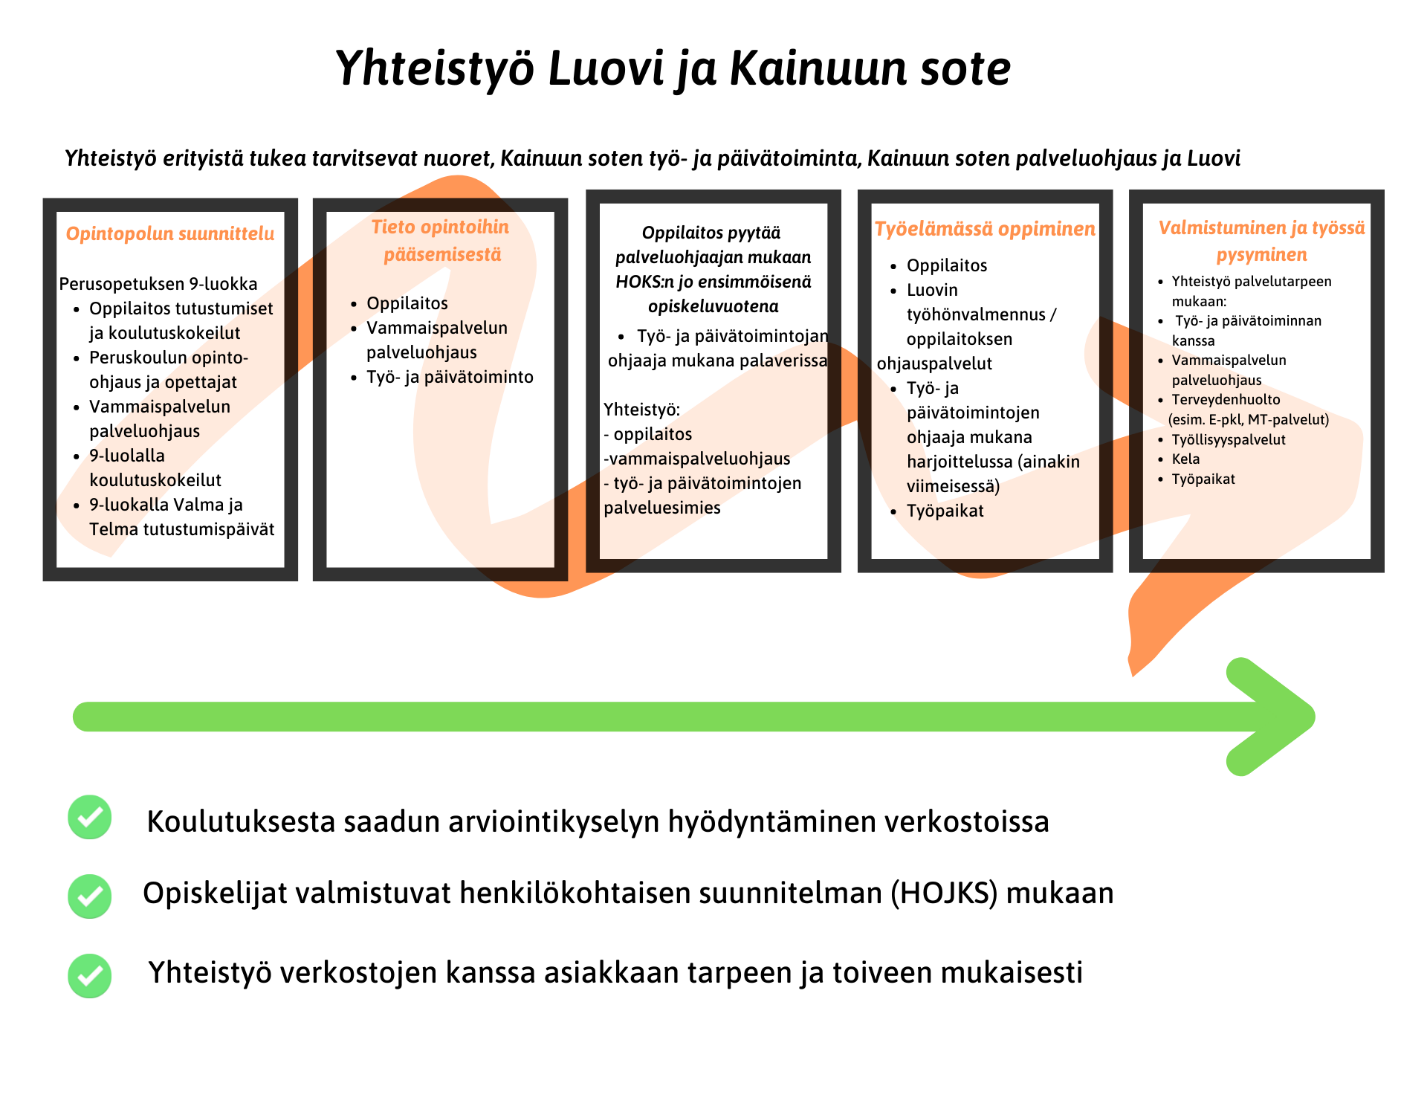 Yhteistyö Luovi ja Kainuun sote
Yhteistyö erityistä tukea tarvitsevat nuoret, Kainuun soten työ- ja päivätoiminta, Kainuun soten palveluohjaus ja Luovi
Opintopolun suunnittelu
Perusopetuksen 9-luokka
• Oppilaitos tutustumiset
ja koulutuskokeilut
• Peruskoulun opinto-
ohjaus ja opettajat
• Vammaispalvelun
palveluohjaus
• 9-luolalla
koulutuskokeilut
• 9-luokalla Valma ja
Telma tutustumispäivät
Tieto opintoihin
pääsemisestä
• Oppilaitos
• Vammaispalvelun
palveluohjaus
• Työ- ja päivätoiminto
Oppilaitos pyytää
palveluohjaajan mukaan
HOKS:n jo ensimmöisenä
opiskeluvuotena
• Työ- ja päivätoimintojan
ohjaaja mukana palaverissa
Yhteistyö:
- oppilaitos
-vammaispalveluohjaus
- työ- ja päivätoimintojen
palveluesimies
Työelämässä oppiminen
• Oppilaitos
• Luovin
työhönvalmennus /
oppilaitoksen
ohjauspalvelut
• Työ- ja
päivätoimintojen
ohjaaja mukana
harjoittelussa (ainakin
viimeisessä)
• Työpaikat
Valmistuminen ja työssä
pysyminen
• Yhteistyö palvelutarpeen
mukaan:
• Työ- ja päivätoiminnan
kanssa
• Vammaispalvelun
palveluohjaus
• Terveydenhuolto
(esim. E-pkl, MT-palvelut)
• Työllisyyspalvelut
• Kela
• Työpaikat
Koulutuksesta saadun arviointikyselyn hyödyntäminen verkostoissa
Opiskelijat valmistuvat henkilökohtaisen suunnitelman (HOJKS) mukaan
Yhteistyö verkostojen kanssa asiakkaan tarpeen ja toiveen mukaisesti